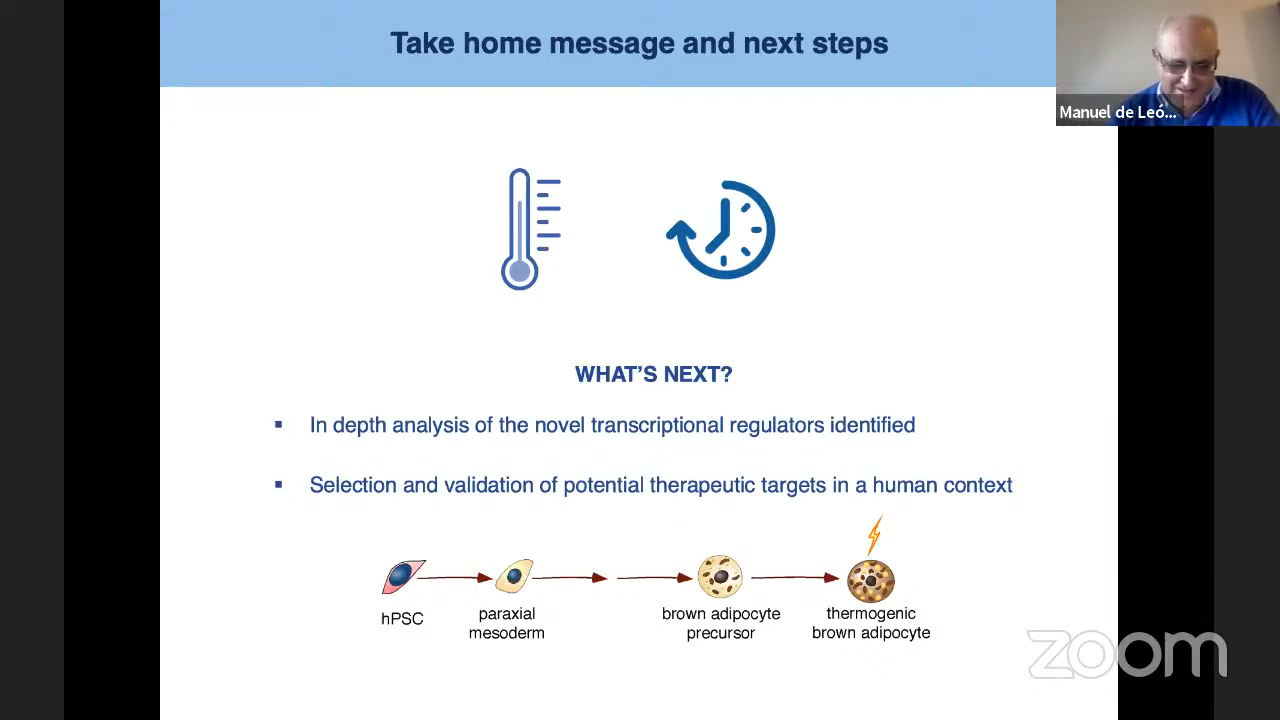 Take home message and next steps
Manuel de Leó...
WHAT'S NEXT?
▪ In depth analysis of the novel transcriptional regulators identified
▪ Selection and validation of potential therapeutic targets in a human context
hPSC
paraxial
mesoderm
brown adipocyte
precursor
thermogenic
brown adipocyte
zoom